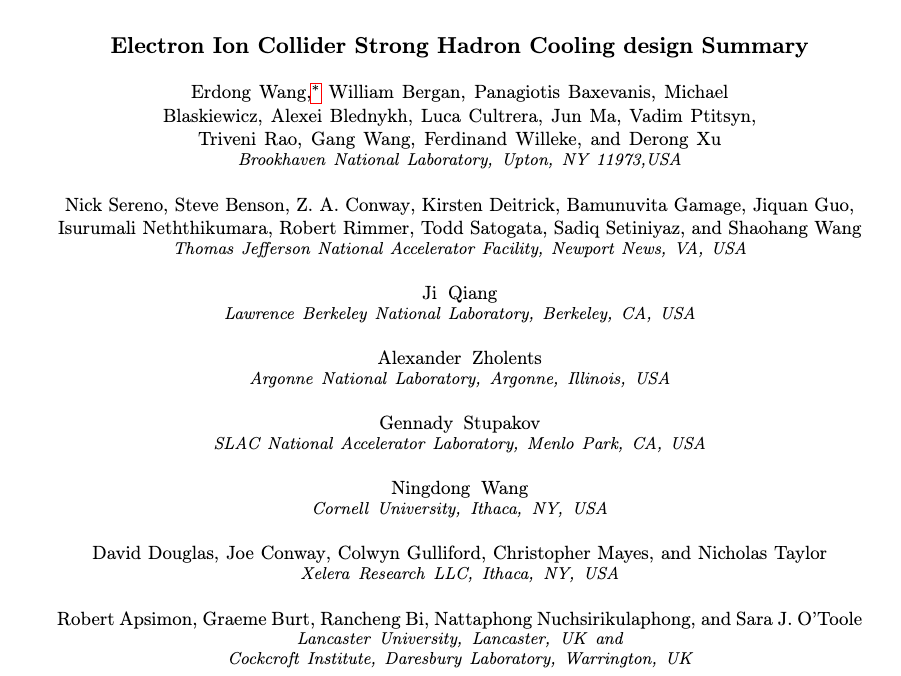 Electron Ion Collider Strong Hadron Cooling design Summary
Erdong Wang,* William Bergan, Panagiotis Baxevanis, Michael
Blaskiewicz, Alexei Blednykh, Luca Cultrera, Jun Ma, Vadim Ptitsyn,
Triveni Rao, Gang Wang, Ferdinand Willeke, and Derong Xu
Brookhaven National Laboratory, Upton, NY 11973,USA
Nick Sereno, Steve Benson, Z. A. Conway, Kirsten Deitrick, Bamunuvita Gamage, Jiquan Guo,
Isurumali Neththikumara, Robert Rimmer, Todd Satogata, Sadiq Setiniyaz, and Shaohang Wang
Thomas Jefferson National Accelerator Facility, Newport News, VA, USA
Ji Qiang
Lawrence Berkeley National Laboratory, Berkeley, CA, USA
Alexander Zholents
Argonne National Laboratory, Argonne, Illinois, USA
Gennady Stupakov
SLAC National Accelerator Laboratory, Menlo Park, CA, USA
Ningdong Wang
Cornell University, Ithaca, NY, USA
David Douglas, Joe Conway, Colwyn Gulliford, Christopher Mayes, and Nicholas Taylor
Xelera Research LLC, Ithaca, NY, USA
Robert Apsimon, Graeme Burt, Rancheng Bi, Nattaphong Nuchsirikulaphong, and Sara J. O'Toole
Lancaster University, Lancaster, UK and
Cockcroft Institute, Daresbury Laboratory, Warrington, UK